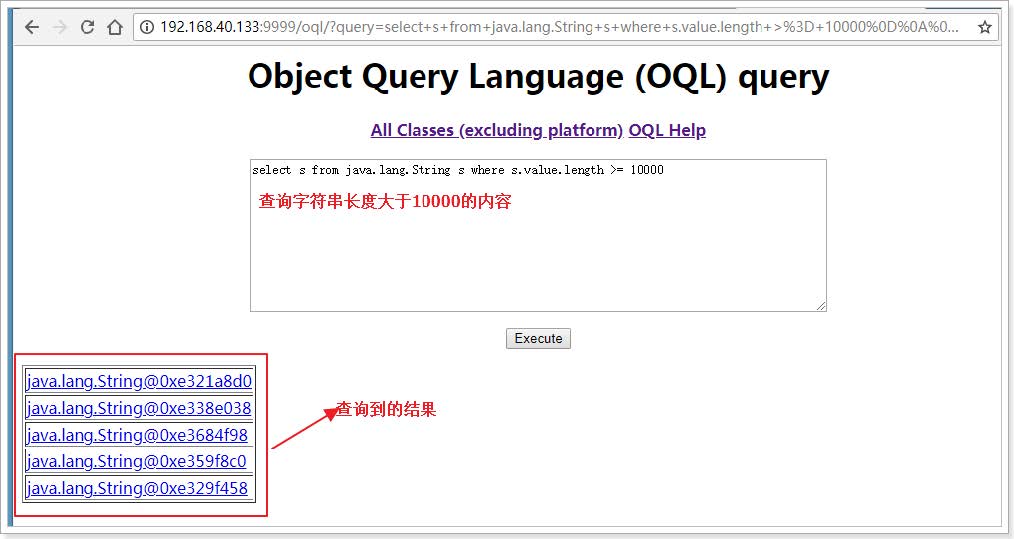 192.168.40.133:9999/oql/?query=select+s+from+java.lang.String+s+where+s.value.length+>%3D+10000%0D%0A%0...
Object Query Language (OQL) query
All Classes (excluding platform) OQL Help
select s from java.lang.String s where s.value.length >= 10000
查询字符串长度大于10000的内容
Execute
java.lang.String@0xe321a8d0
java.lang.String@0xe338e038
查询到的结果
java.lang.String@0xe3684f98
java.lang.String@0xe359f8c0
java.lang.String@0xe329f458